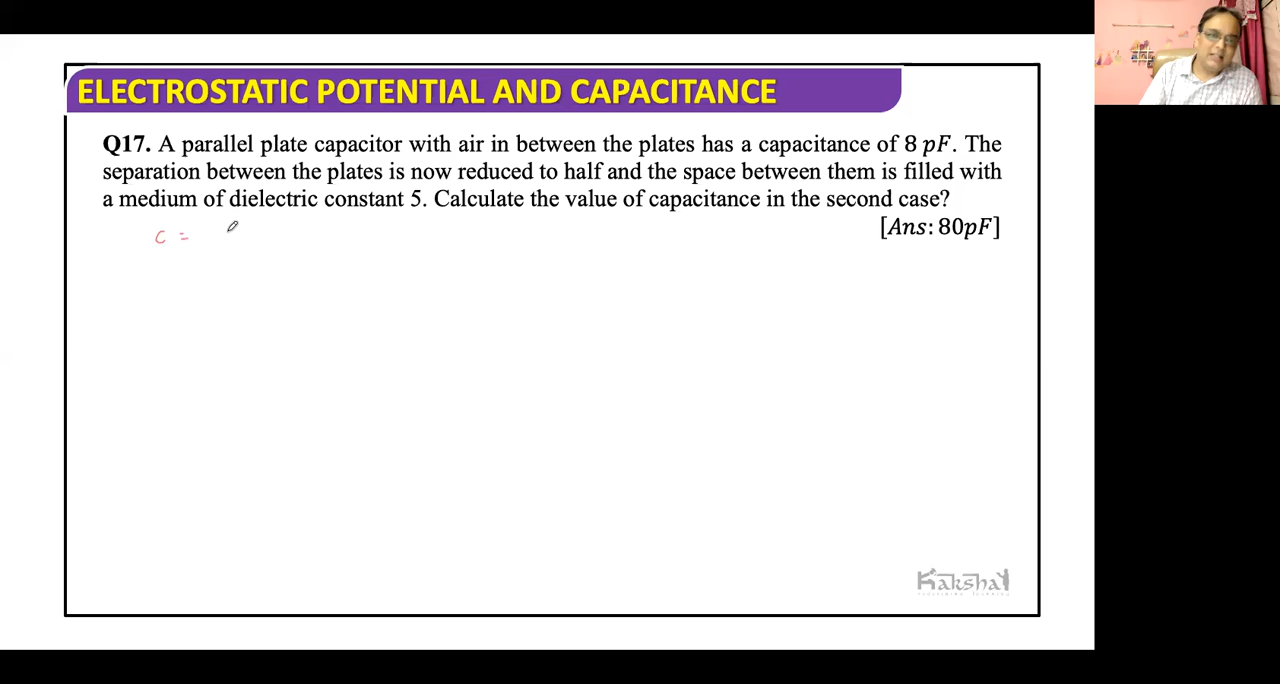 ELECTROSTATIC POTENTIAL AND CAPACITANCE
Q17. A parallel plate capacitor with air in between the plates has a capacitance of 8 pF. The
separation between the plates is now reduced to half and the space between them is filled with
a medium of dielectric constant 5. Calculate the value of capacitance in the second case?
[Ans: 80pF]
C =
Kaksha